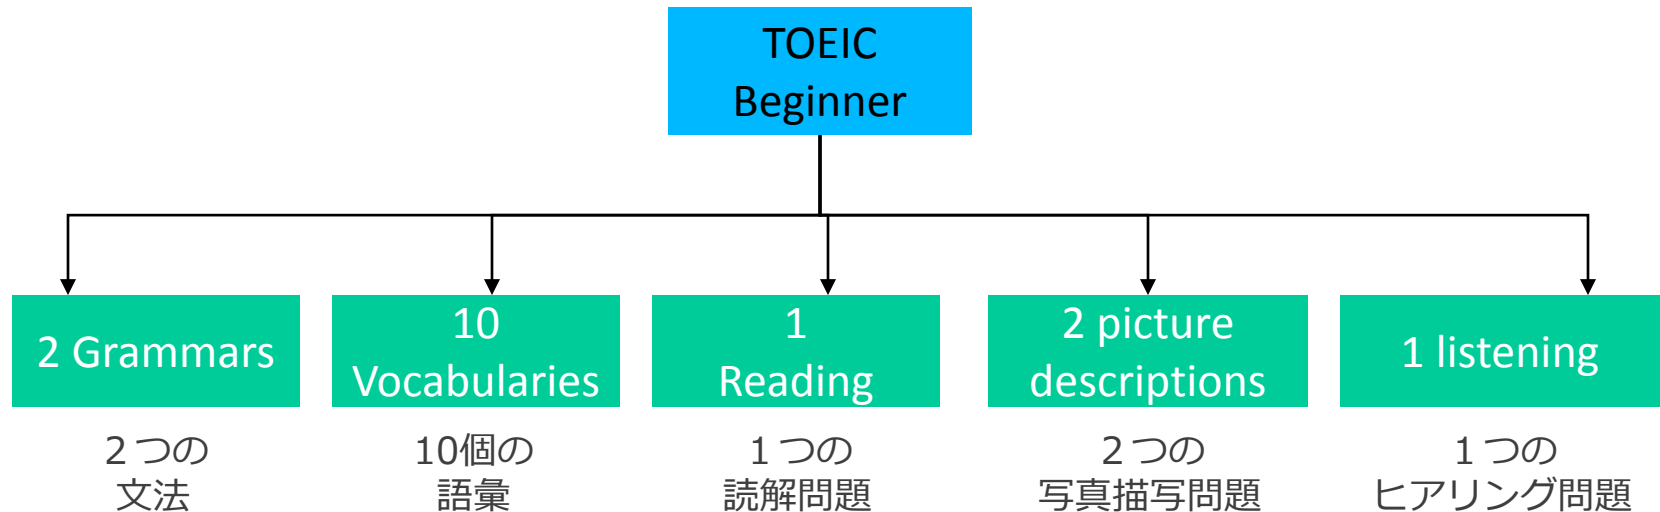 TOEIC
Beginner
2 Grammars
10
Vocabularies
1
Reading
2 picture
descriptions
1 listening
２つの
文法
10個の
語彙
１つの
読解問題
２つの
写真描写問題
１つの
ヒアリング問題